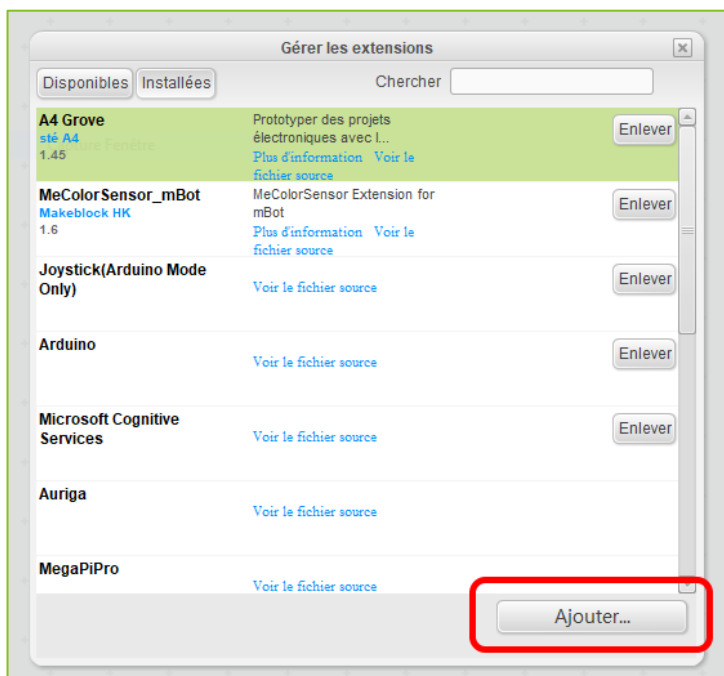 Gérer les extensions
Disponibles Installées Chercher
A4 Grove
sté A4
1.45
Prototyper des projets
électroniques avec l...
Plus d'information Voir le
fichier source
Enlever
MeColorSensor_mBot
Makeblock HK
1.6
MeColorSensor Extension for
mBot
Plus d'information Voir le
fichier source
Enlever
Joystick(Arduino Mode
Only)
Voir le fichier source
Enlever
Arduino
Voir le fichier source
Enlever
Microsoft Cognitive
Services
Voir le fichier source
Enlever
Auriga
Voir le fichier source
MegaPiPro
Voir le fichier source
Ajouter...